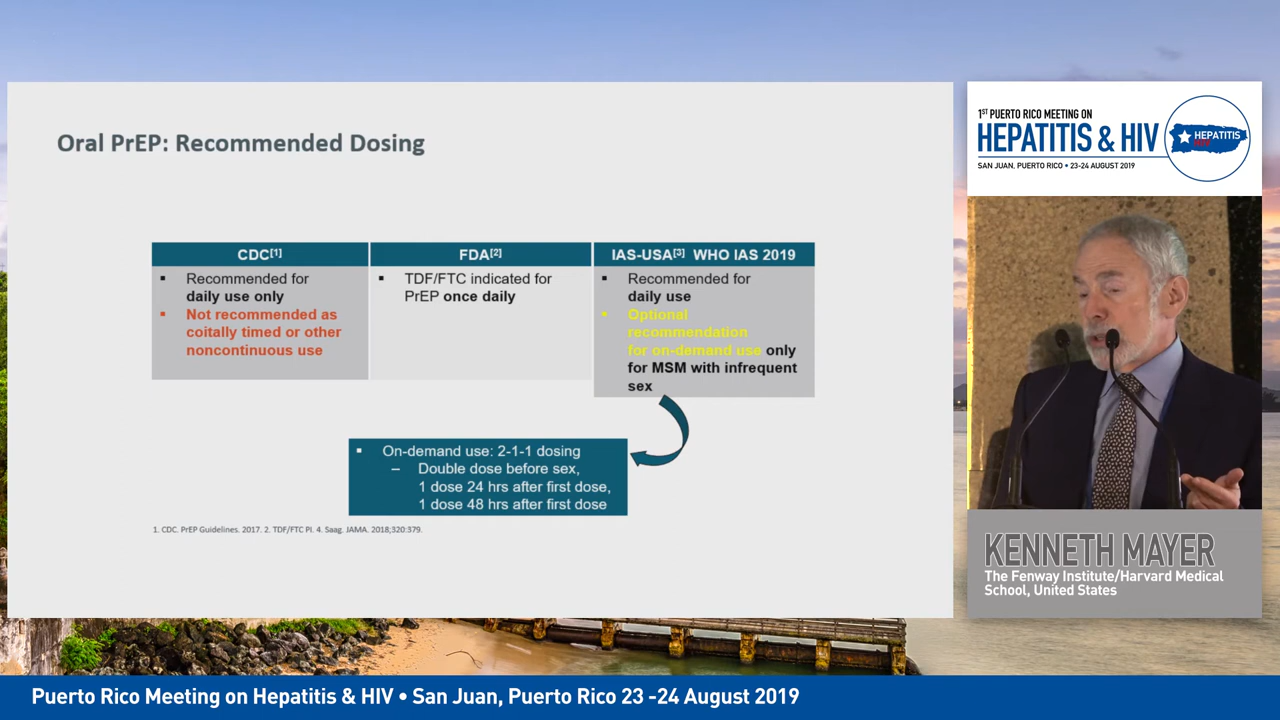 Oral PrEP: Recommended Dosing
CDC[1]
▪ Recommended for
daily use only
▪ Not recommended as
coitally timed or other
noncontinuous use
FDA[2]
▪ TDF/FTC indicated for
PrEP once daily
IAS-USA[3] WHO IAS 2019
▪ Recommended for
daily use
▪ Optional
recommendation
for on-demand use only
for MSM with infrequent
sex
▪ On-demand use: 2-1-1 dosing
– Double dose before sex,
1 dose 24 hrs after first dose,
1 dose 48 hrs after first dose
1. CDC. PrEP Guidelines. 2017. 2. TDF/FTC PI. 4. Saag. JAMA. 2018;320:379.
1ST PUERTO RICO MEETING ON
HEPATITIS & HIV
SAN JUAN, PUERTO RICO • 23-24 AUGUST 2019
HEPATITIS
KENNETH MAYER
The Fenway Institute/Harvard Medical
School, United States
Puerto Rico Meeting on Hepatitis & HIV • San Juan, Puerto Rico 23 -24 August 2019